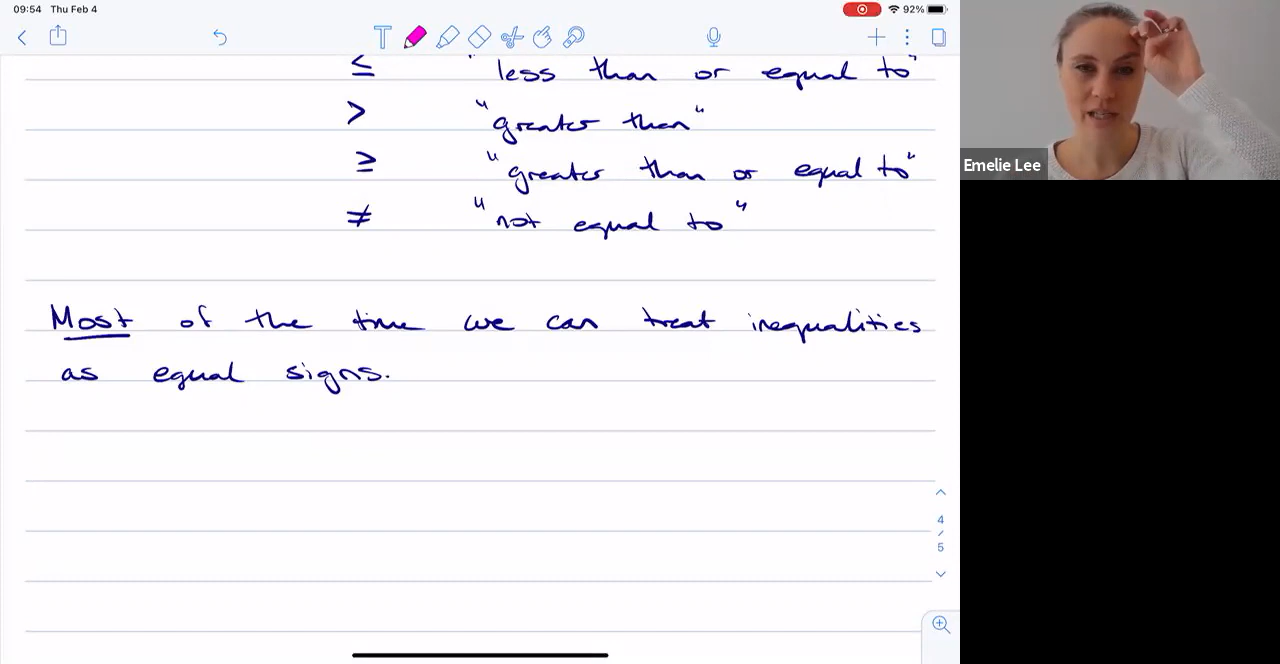 09:54 Thu Feb 4 92%
≤ "less than or equal to"
> "greater than"
≥ "greater than or equal to"
≠ "not equal to"
Most of the time we can treat inequalities
as equal signs.
Emelie Lee
4
/
5